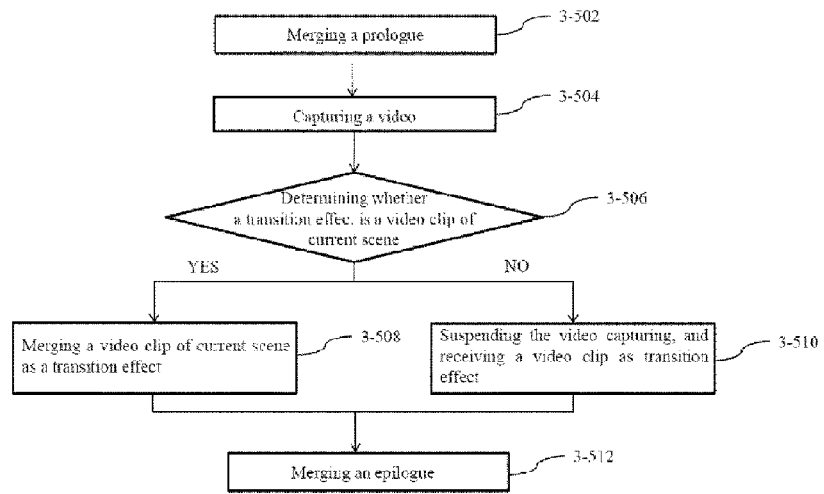 Merging a prologue
3-502
Capturing a video
3-504
Determining whether
a transition effect is a video clip of
current scene
3-506
YES
NO
Merging a video clip of current scene
as a transition effect
3-508
Suspending the video capturing, and
receiving a video clip as transition
effect
3-510
Merging an epilogue
3-512